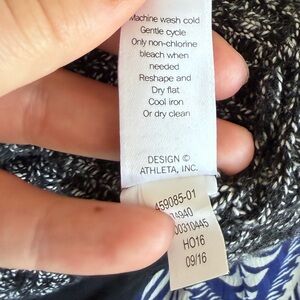 Machine wash cold
Gentle cycle
Only non-chlorine
bleach when
needed
Reshape and
Dry flat
Cool iron
Or dry clean
DESIGN ©
ATHLETA, INC.
459085-01
00310445
HO16
09/16